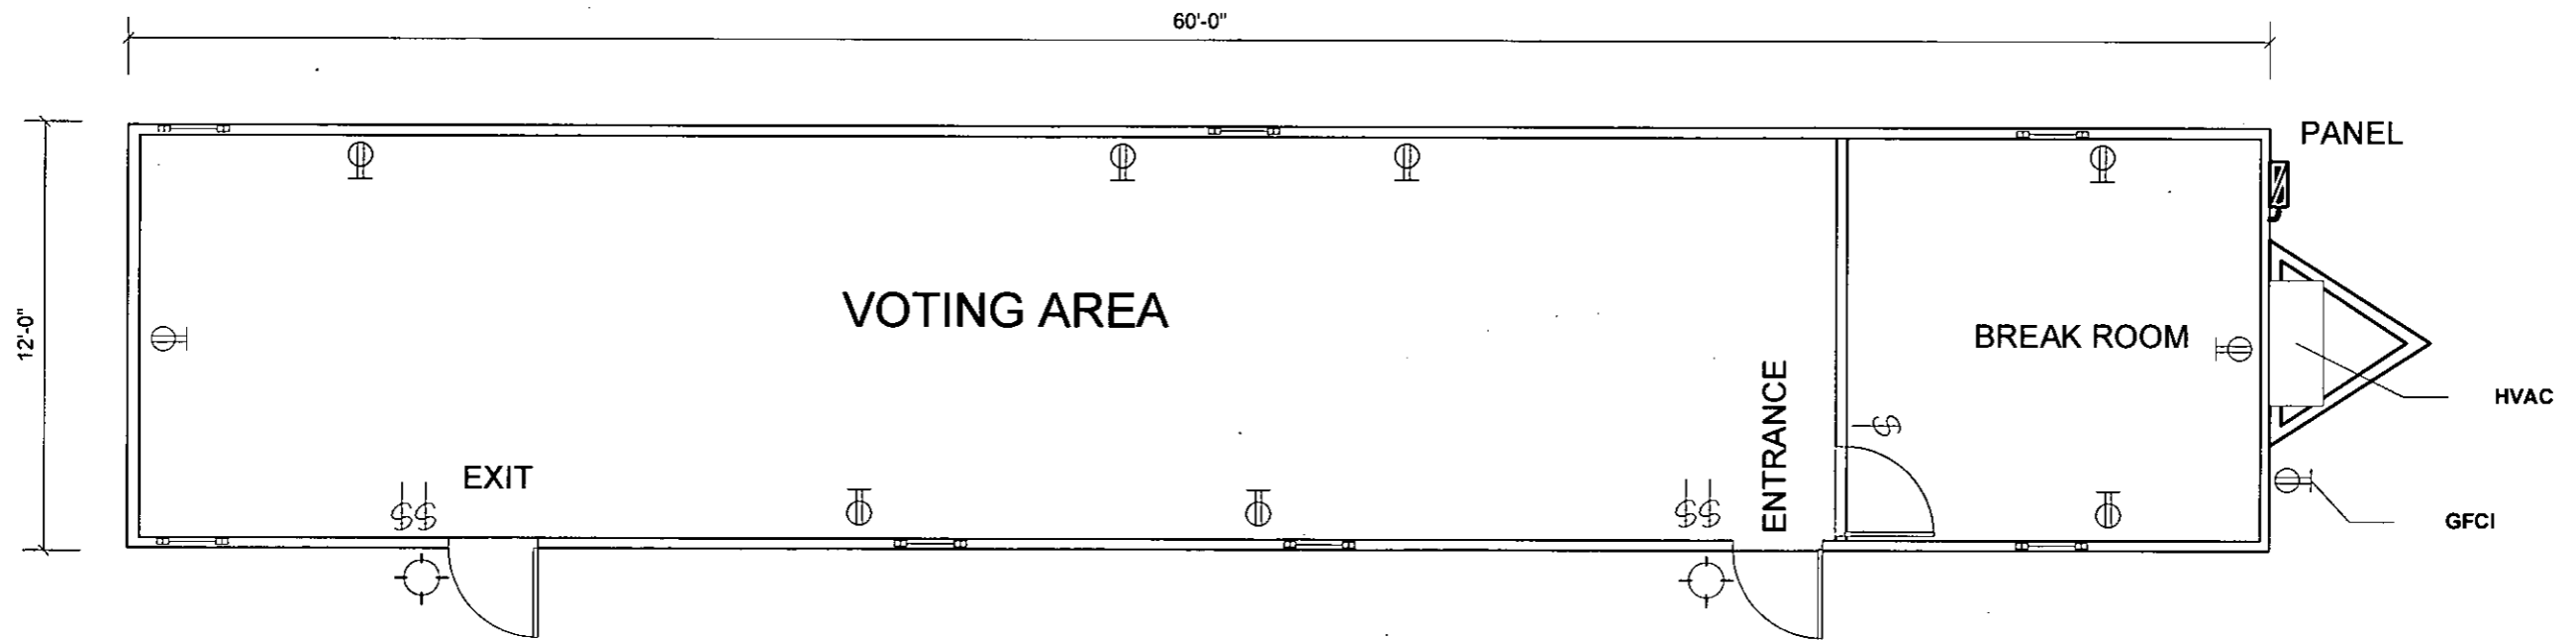 60'-0"
PANEL
12'-0"
VOTING AREA
BREAK ROOM
ENTRANCE
HVAC
EXIT
GFCI
$$
$$
$